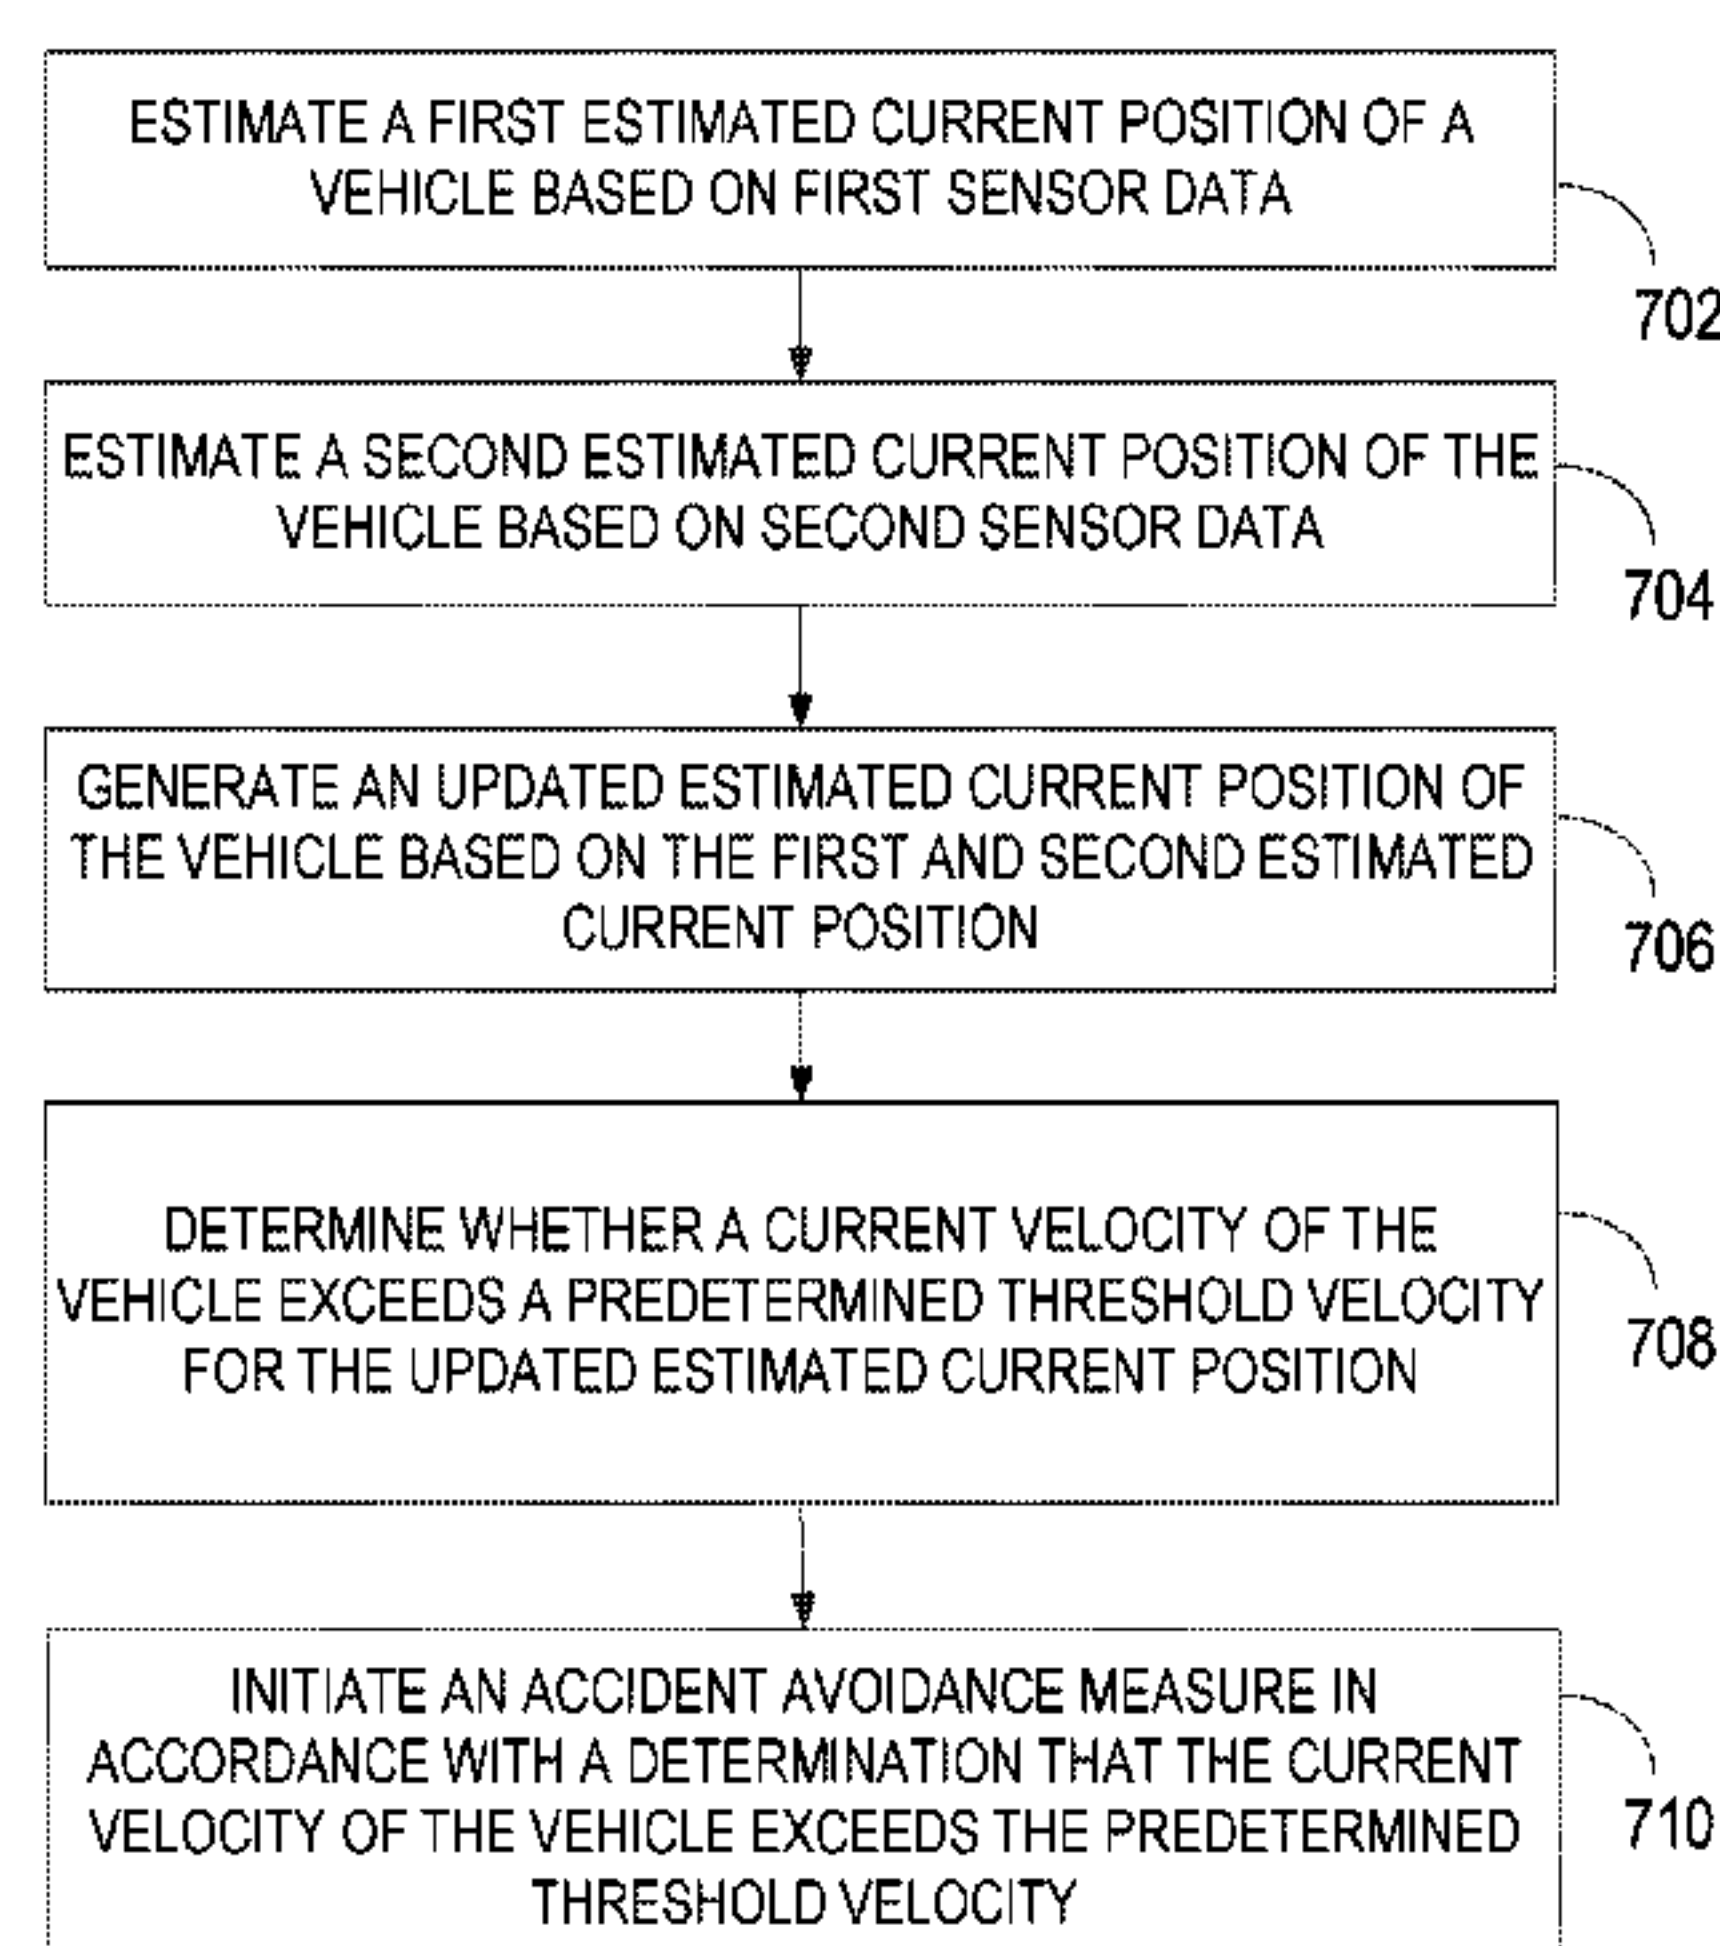 ESTIMATE A FIRST ESTIMATED CURRENT POSITION OF A
VEHICLE BASED ON FIRST SENSOR DATA
702
ESTIMATE A SECOND ESTIMATED CURRENT POSITION OF THE
VEHICLE BASED ON SECOND SENSOR DATA
704
GENERATE AN UPDATED ESTIMATED CURRENT POSITION OF
THE VEHICLE BASED ON THE FIRST AND SECOND ESTIMATED
CURRENT POSITION
706
DETERMINE WHETHER A CURRENT VELOCITY OF THE
VEHICLE EXCEEDS A PREDETERMINED THRESHOLD VELOCITY
FOR THE UPDATED ESTIMATED CURRENT POSITION
708
INITIATE AN ACCIDENT AVOIDANCE MEASURE IN
ACCORDANCE WITH A DETERMINATION THAT THE CURRENT
VELOCITY OF THE VEHICLE EXCEEDS THE PREDETERMINED
THRESHOLD VELOCITY
710